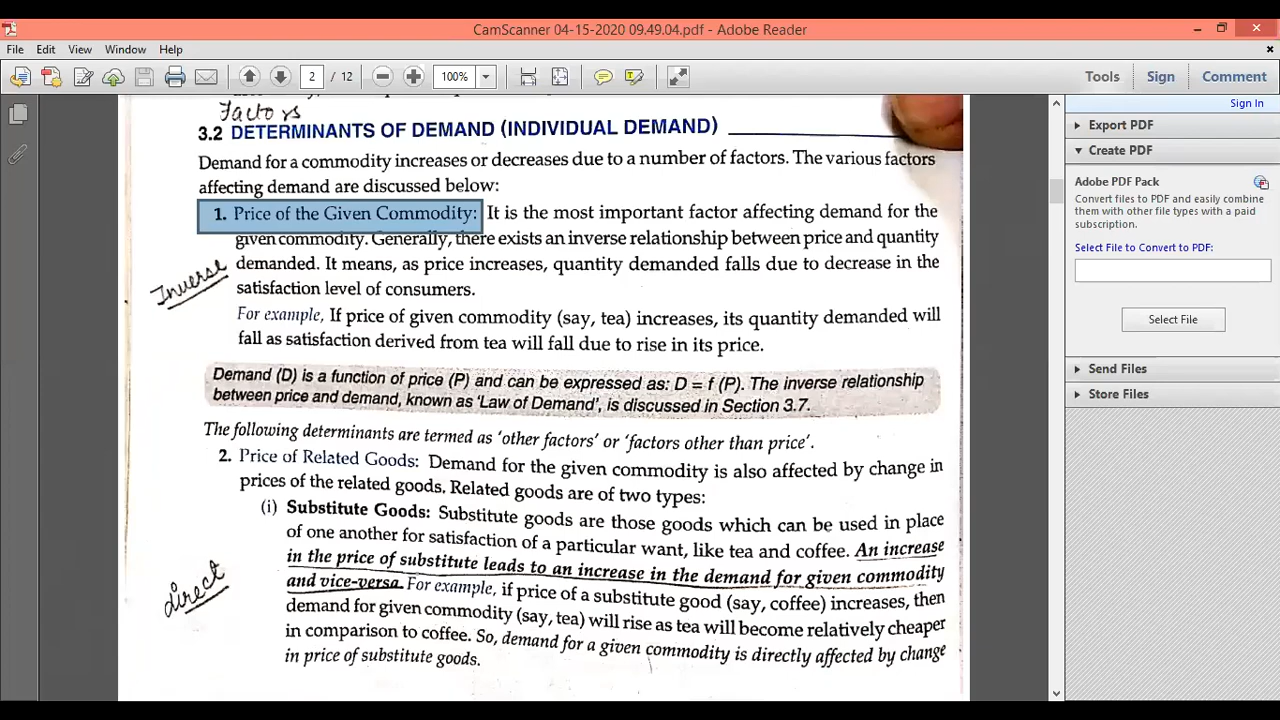 CamScanner 04-15-2020 09.49.04.pdf - Adobe Reader
File Edit View Window Help
2 / 12 100% Tools Sign Comment
Sign In
Export PDF
Create PDF
Adobe PDF Pack
Convert files to PDF and easily combine
them with other file types with a paid
subscription.
Select File to Convert to PDF:
Select File
Send Files
Store Files
Factors
3.2 DETERMINANTS OF DEMAND (INDIVIDUAL DEMAND)
Demand for a commodity increases or decreases due to a number of factors. The various factors
affecting demand are discussed below:
1. Price of the Given Commodity: It is the most important factor affecting demand for the
given commodity. Generally, there exists an inverse relationship between price and quantity
demanded. It means, as price increases, quantity demanded falls due to decrease in the
satisfaction level of consumers.
Inverse
For example, If price of given commodity (say, tea) increases, its quantity demanded will
fall as satisfaction derived from tea will fall due to rise in its price.
Demand (D) is a function of price (P) and can be expressed as: D = f (P). The inverse relationship
between price and demand, known as 'Law of Demand', is discussed in Section 3.7.
The following determinants are termed as 'other factors' or 'factors other than price'.
2. Price of Related Goods: Demand for the given commodity is also affected by change in
prices of the related goods. Related goods are of two types:
(i) Substitute Goods: Substitute goods are those goods which can be used in place
of one another for satisfaction of a particular want, like tea and coffee. An increase
in the price of substitute leads to an increase in the demand for given commodity
and vice-versa. For example, if price of a substitute good (say, coffee) increases, then
demand for given commodity (say, tea) will rise as tea will become relatively cheaper
in comparison to coffee. So, demand for a given commodity is directly affected by change
in price of substitute goods.
direct